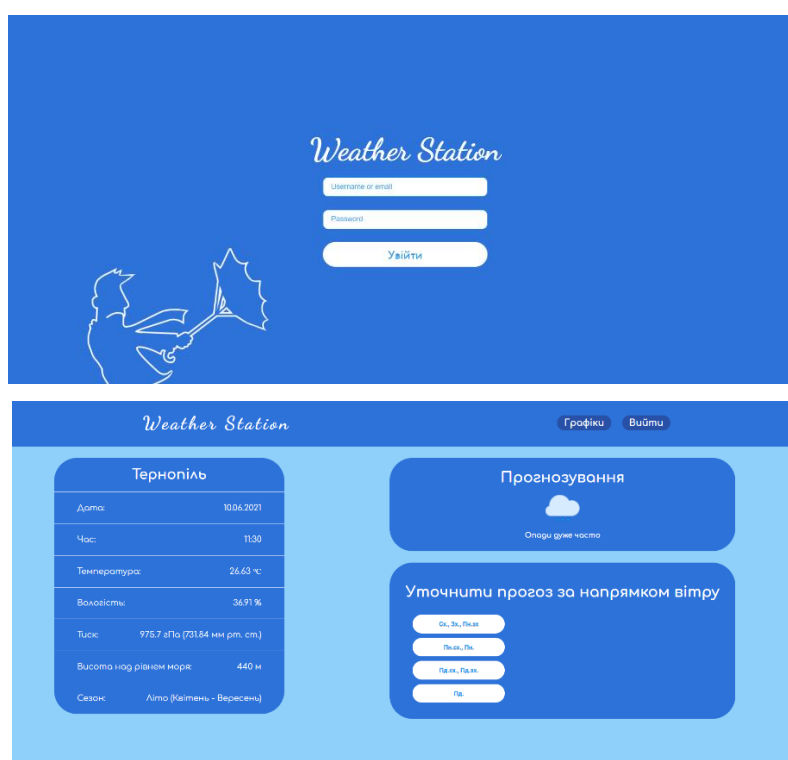 Weather Station
Username or email
Password
Увійти
Weather Station
Графіки Вийти
Тернопіль
Дата: 10.06.2021
Час: 11:30
Температура: 26.63 °C
Вологість: 36.91 %
Тиск: 975.7 гПа (731.84 мм рт. ст.)
Висота над рівнем моря: 440 м
Сезон: Літо (Квітень - Вересень)
Прогнозування
Опади дуже часто
Уточнити прогоз за напрямком вітру
Сх., Зх., Пн.зх
Пн.сх., Пн.
Пд.сх., Пд.зх.
Пд.